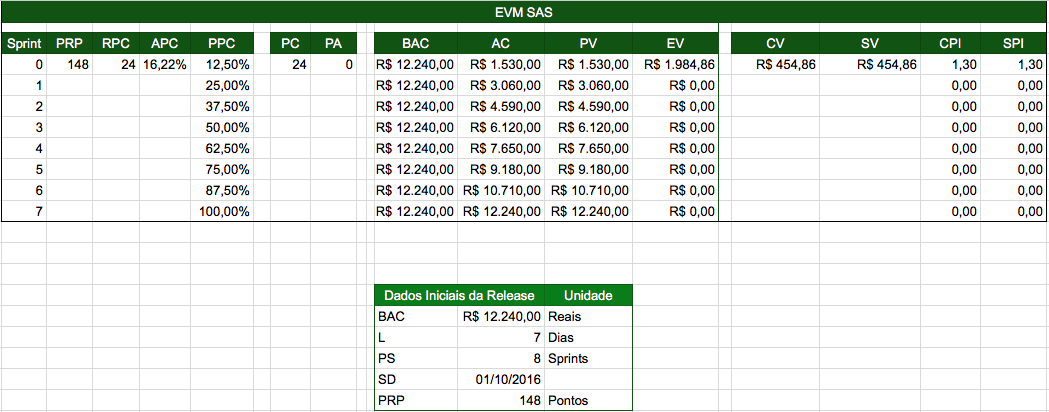 EVM SAS
Sprint PRP RPC APC PPC PC PA BAC AC PV EV CV SV CPI SPI
0 148 24 16,22% 12,50% 24 0 R$ 12.240,00 R$ 1.530,00 R$ 1.530,00 R$ 1.984,86 R$ 454,86 R$ 454,86 1,30 1,30
1 25,00% R$ 12.240,00 R$ 3.060,00 R$ 3.060,00 R$ 0,00 0,00 0,00
2 37,50% R$ 12.240,00 R$ 4.590,00 R$ 4.590,00 R$ 0,00 0,00 0,00
3 50,00% R$ 12.240,00 R$ 6.120,00 R$ 6.120,00 R$ 0,00 0,00 0,00
4 62,50% R$ 12.240,00 R$ 7.650,00 R$ 7.650,00 R$ 0,00 0,00 0,00
5 75,00% R$ 12.240,00 R$ 9.180,00 R$ 9.180,00 R$ 0,00 0,00 0,00
6 87,50% R$ 12.240,00 R$ 10.710,00 R$ 10.710,00 R$ 0,00 0,00 0,00
7 100,00% R$ 12.240,00 R$ 12.240,00 R$ 12.240,00 R$ 0,00 0,00 0,00
Dados Iniciais da Release Unidade
BAC R$ 12.240,00 Reais
L 7 Dias
PS 8 Sprints
SD 01/10/2016
PRP 148 Pontos